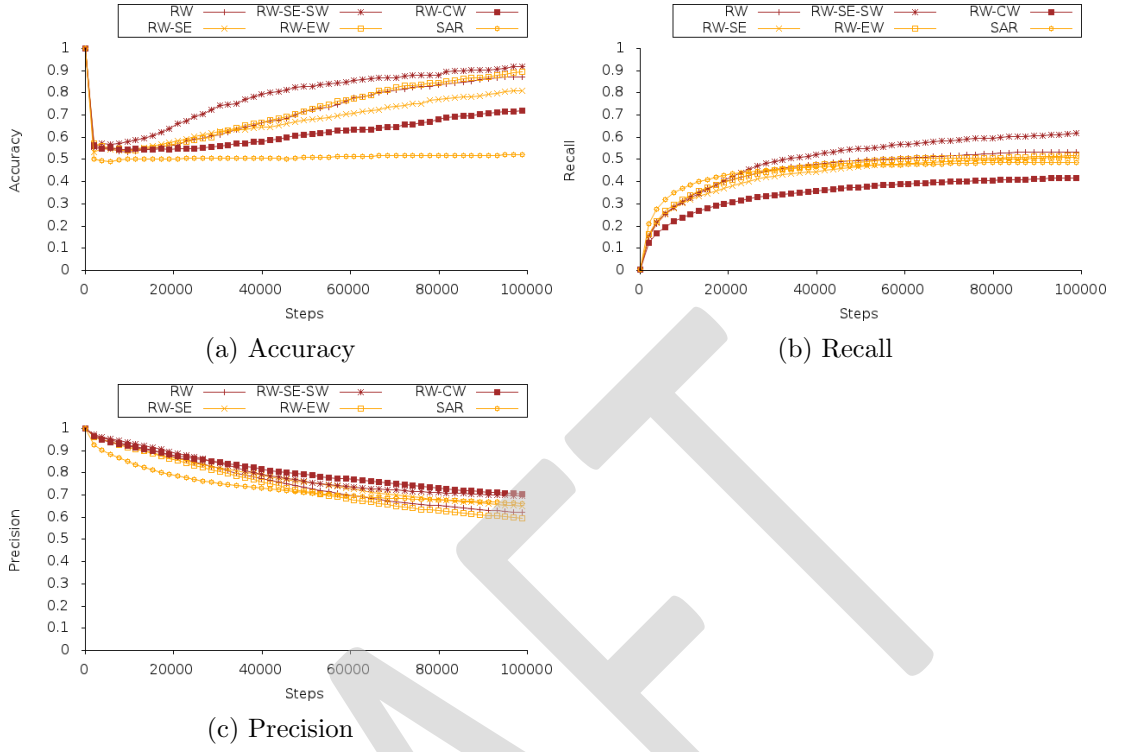 RW RW-SE-SW RW-CW
RW-SE RW-EW SAR
1
0.9
0.8
0.7
0.6
0.5
0.4
0.3
0.2
0.1
0
Accuracy
0 20000 40000 60000 80000 100000
Steps
(a) Accuracy
RW RW-SE-SW RW-CW
RW-SE RW-EW SAR
1
0.9
0.8
0.7
0.6
0.5
0.4
0.3
0.2
0.1
0
Recall
0 20000 40000 60000 80000 100000
Steps
(b) Recall
RW RW-SE-SW RW-CW
RW-SE RW-EW SAR
1
0.9
0.8
0.7
0.6
0.5
0.4
0.3
0.2
0.1
0
Precision
0 20000 40000 60000 80000 100000
Steps
(c) Precision
AFT